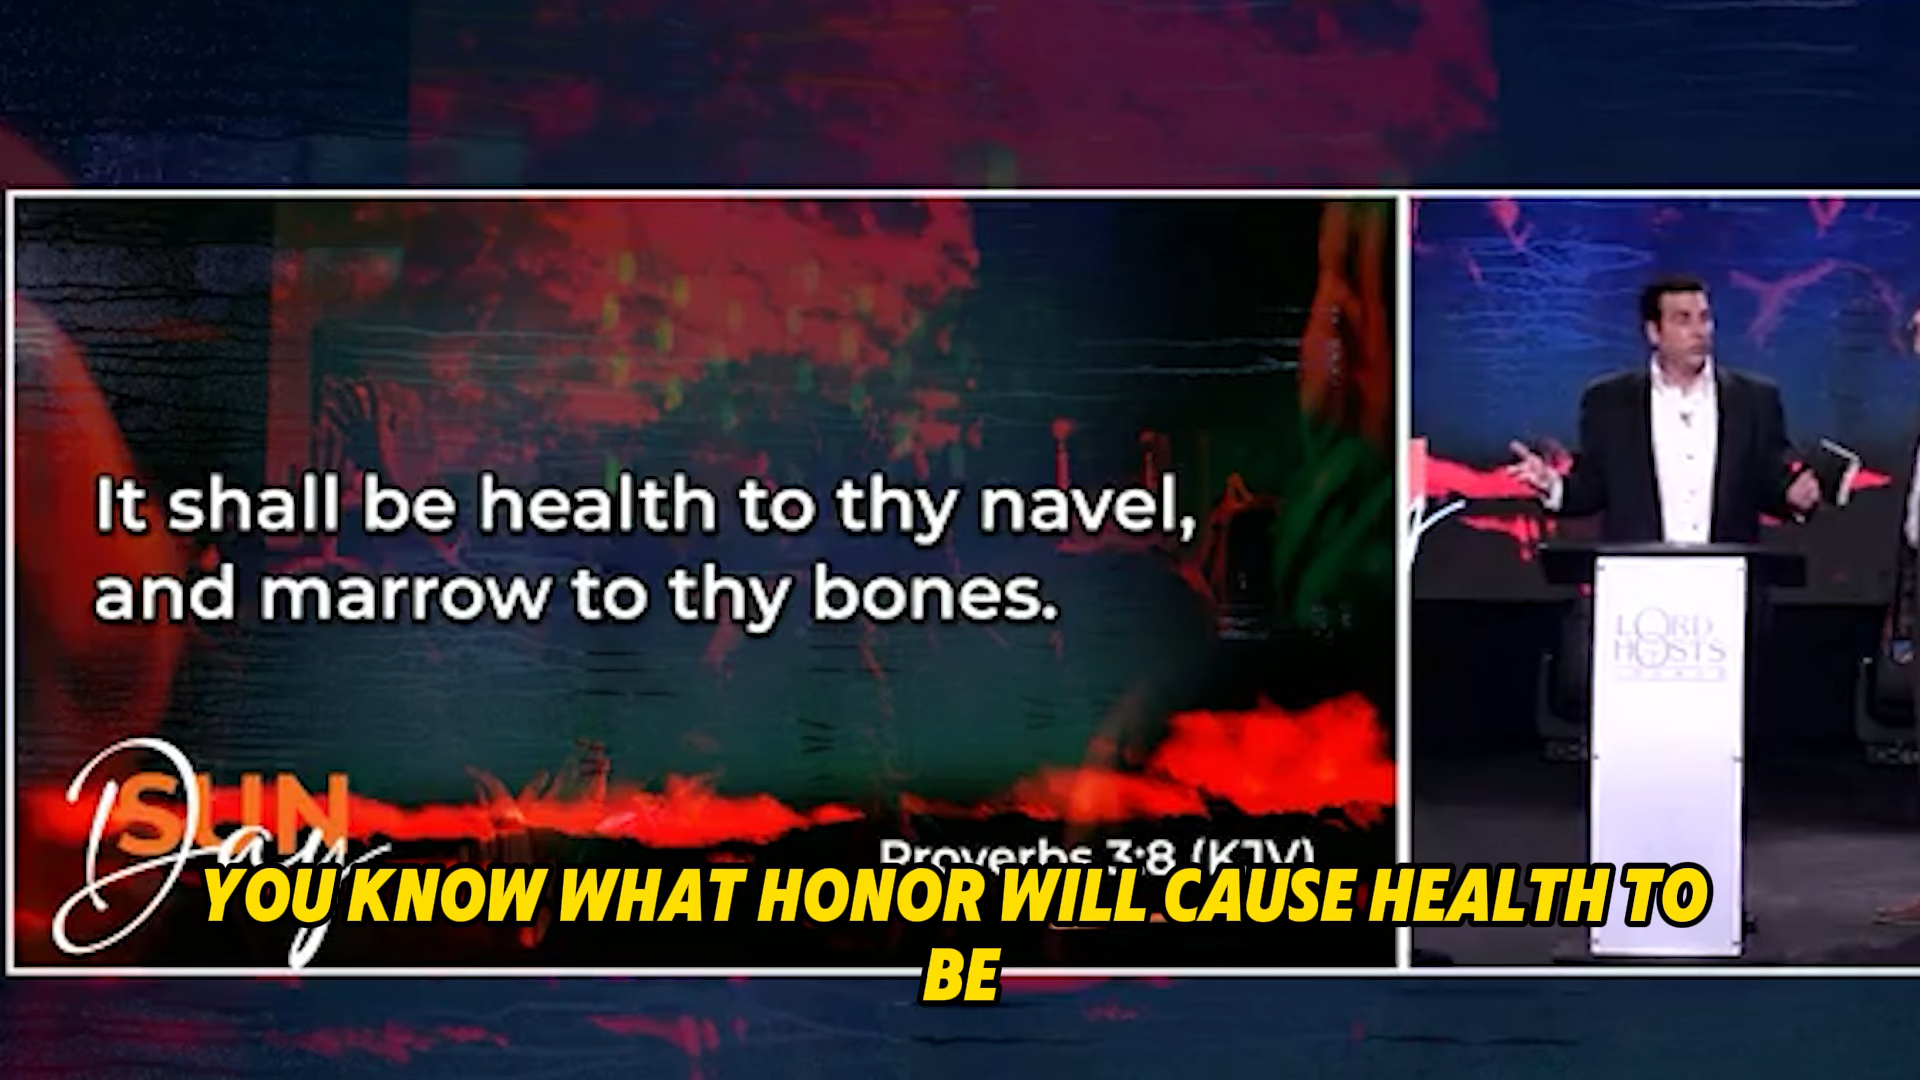 It shall be health to thy navel,
and marrow to thy bones.
SUN
Day
Proverbs 3:8 (KJV)
YOU KNOW WHAT HONOR WILL CAUSE HEALTH TO
BE
LORD
HOSTS